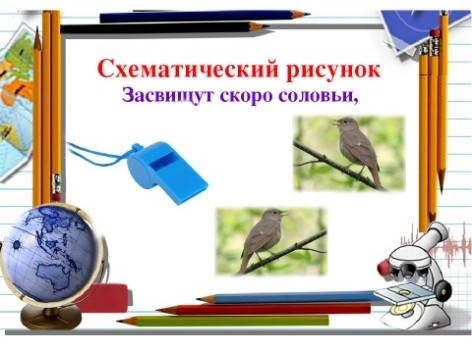 Схематический рисунок
Засвищут скоро соловьи,